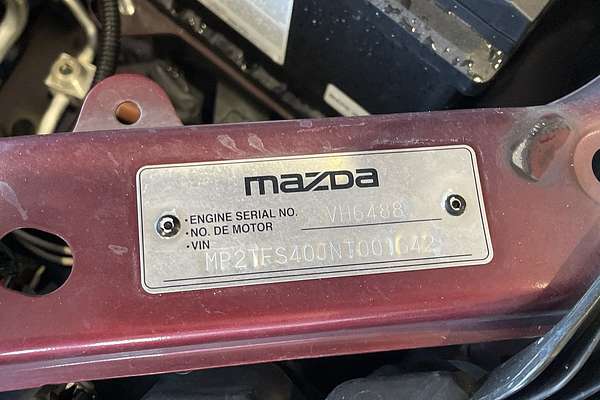 mazda
·ENGINE SERIAL NO. VH6488
·NO. DE MOTOR
·VIN MP2TFS40JNT001642